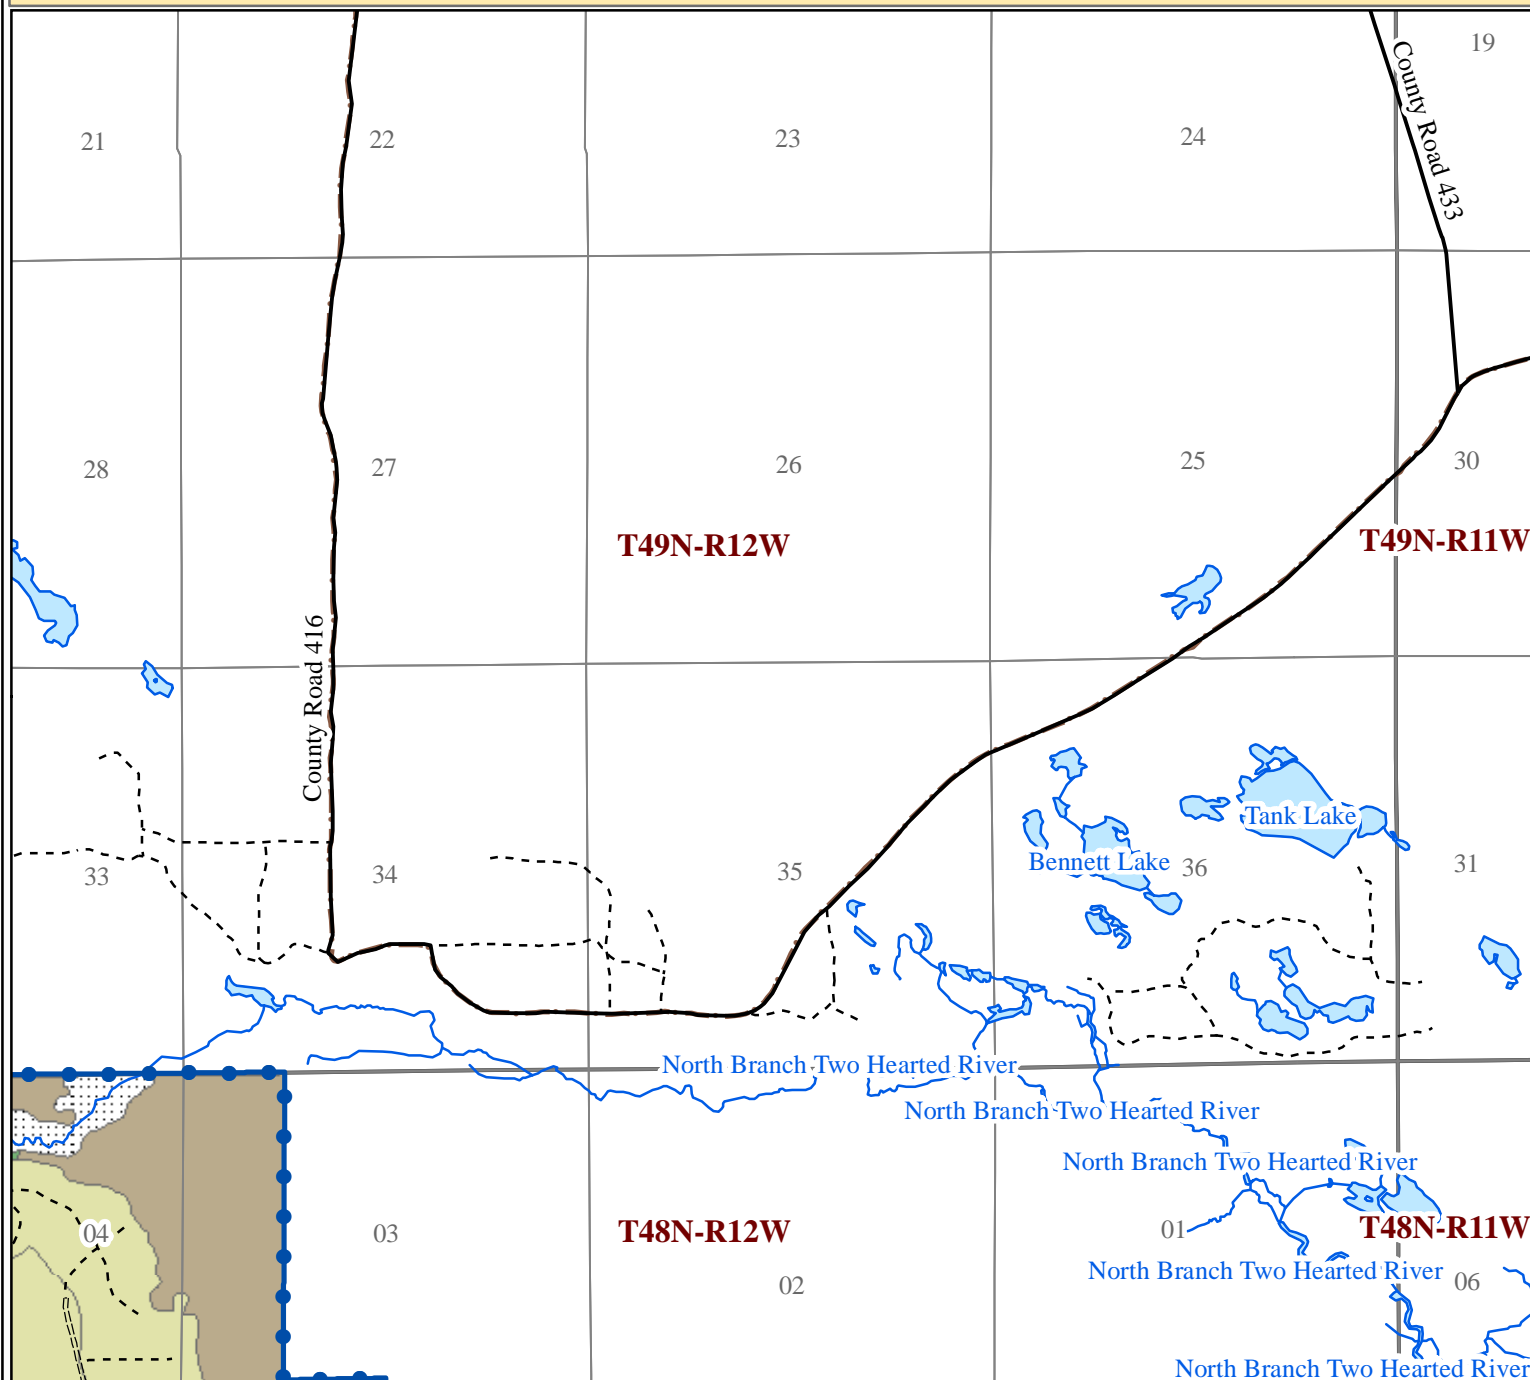 19
County Road 433
21
22
23
24
28
27
26
25
30
T49N-R12W
T49N-R11W
County Road 416
Tank Lake
Bennett Lake
33
34
35
36
31
North Branch Two Hearted River
North Branch Two Hearted River
North Branch Two Hearted River
04
03
T48N-R12W
01
T48N-R11W
North Branch Two Hearted River
02
06
North Branch Two Hearted River